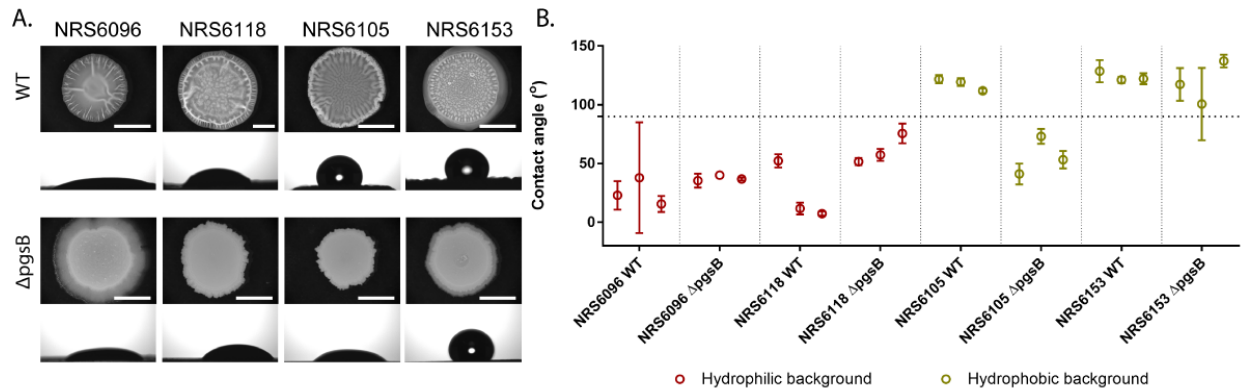 A.
NRS6096 NRS6118 NRS6105 NRS6153
WT
ΔpgsB
B.
Contact angle (°)
150
100
50
0
NRS6096 WT
NRS6096 ΔpgsB
NRS6118 WT
NRS6118 ΔpgsB
NRS6105 WT
NRS6105 ΔpgsB
NRS6153 WT
NRS6153 ΔpgsB
Hydrophilic background
Hydrophobic background